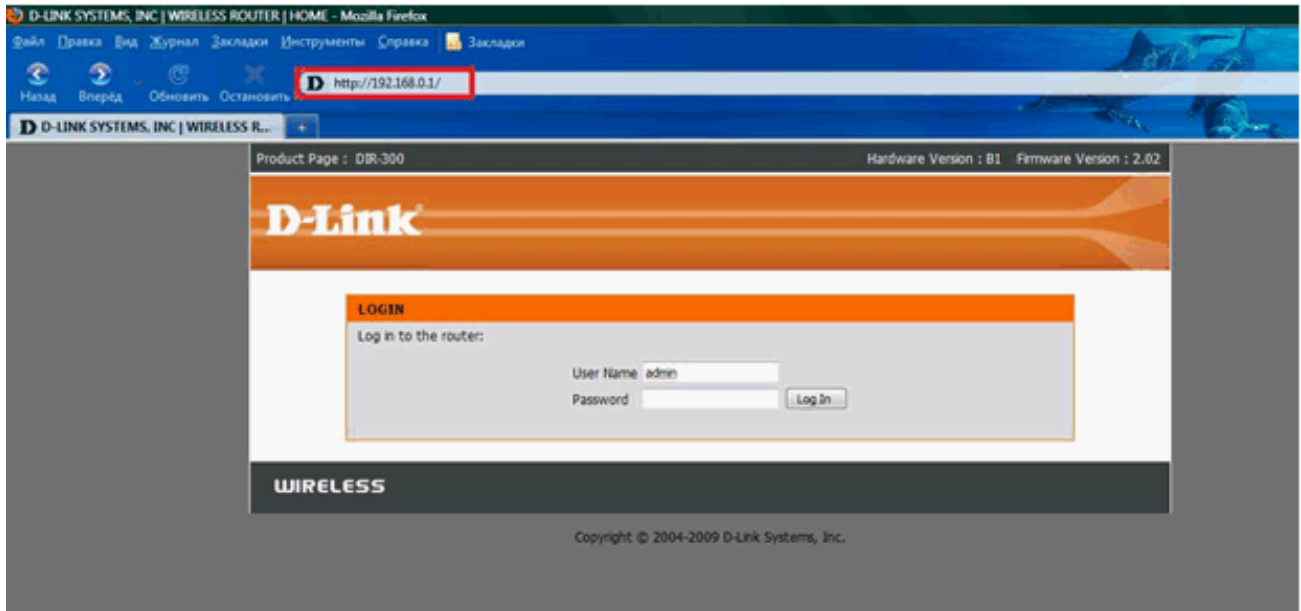 D-LINK SYSTEMS, INC | WIRELESS ROUTER | HOME - Mozilla Firefox
Файл Правка Вид Журнал Закладки Инструменты Справка Закладки
Назад Вперёд Обновить Остановить
http://192.168.0.1/
D-LINK SYSTEMS, INC | WIRELESS R...
Product Page : DIR-300 Hardware Version : B1 Firmware Version : 2.02
D-Link
LOGIN
Log in to the router:
User Name admin
Password Log In
WIRELESS
Copyright © 2004-2009 D-Link Systems, Inc.